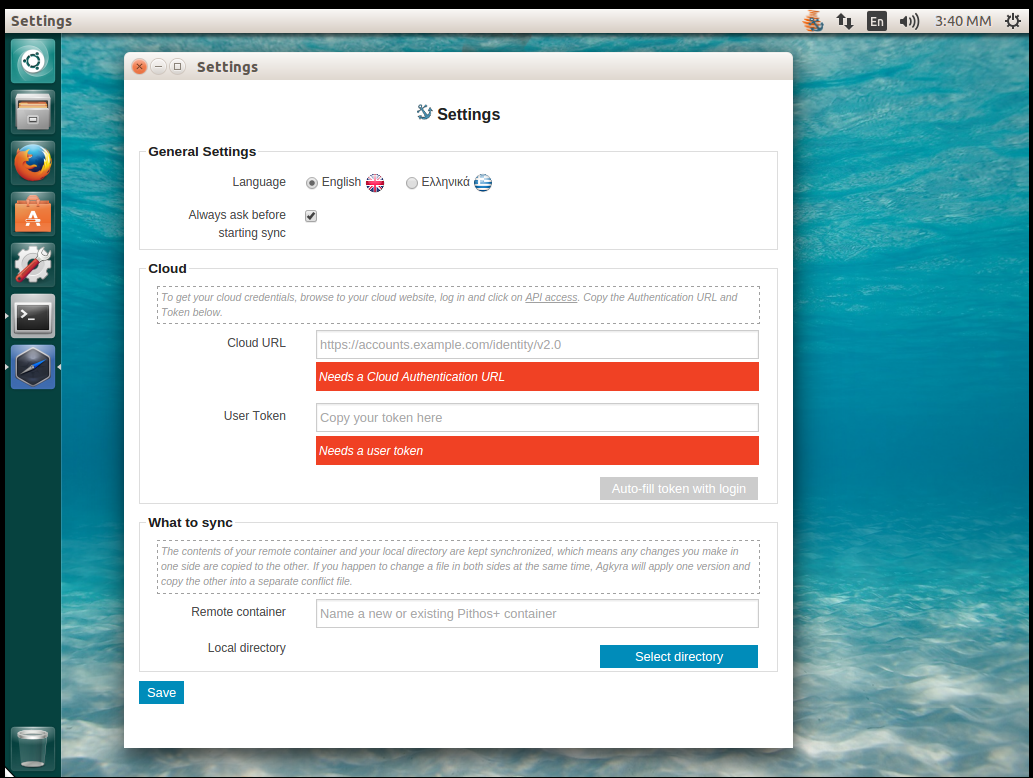 Settings
En
3:40 ΜΜ
Settings
Settings
General Settings
Language
English
Ελληνικά
Always ask before
starting sync
Cloud
To get your cloud credentials, browse to your cloud website, log in and click on API access. Copy the Authentication URL and
Token below.
Cloud URL
https://accounts.example.com/identity/v2.0
Needs a Cloud Authentication URL
User Token
Copy your token here
Needs a user token
Auto-fill token with login
What to sync
The contents of your remote container and your local directory are kept synchronized, which means any changes you make in
one side are copied to the other. If you happen to change a file in both sides at the same time, Agkyra will apply one version and
copy the other into a separate conflict file.
Remote container
Name a new or existing Pithos+ container
Local directory
Select directory
Save